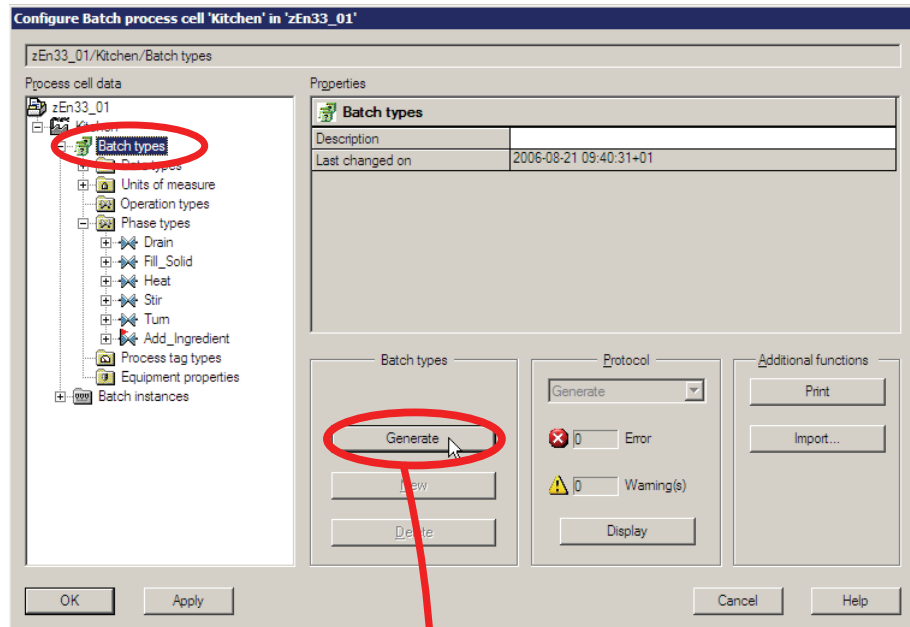 Configure Batch process cell 'Kitchen' in 'zEn33_01'
zEn33_01/Kitchen/Batch types
Process cell data
zEn33_01
Kitchen
Batch types
Data types
Units of measure
Operation types
Phase types
Drain
Fill_Solid
Heat
Stir
Turn
Add_Ingredient
Process tag types
Equipment properties
Batch instances
Properties
Batch types
Description
Last changed on 2006-08-21 09:40:31+01
Batch types
Generate
New
Delete
Protocol
Generate
0 Error
0 Warning(s)
Display
Additional functions
Print
Import...
OK Apply Cancel Help